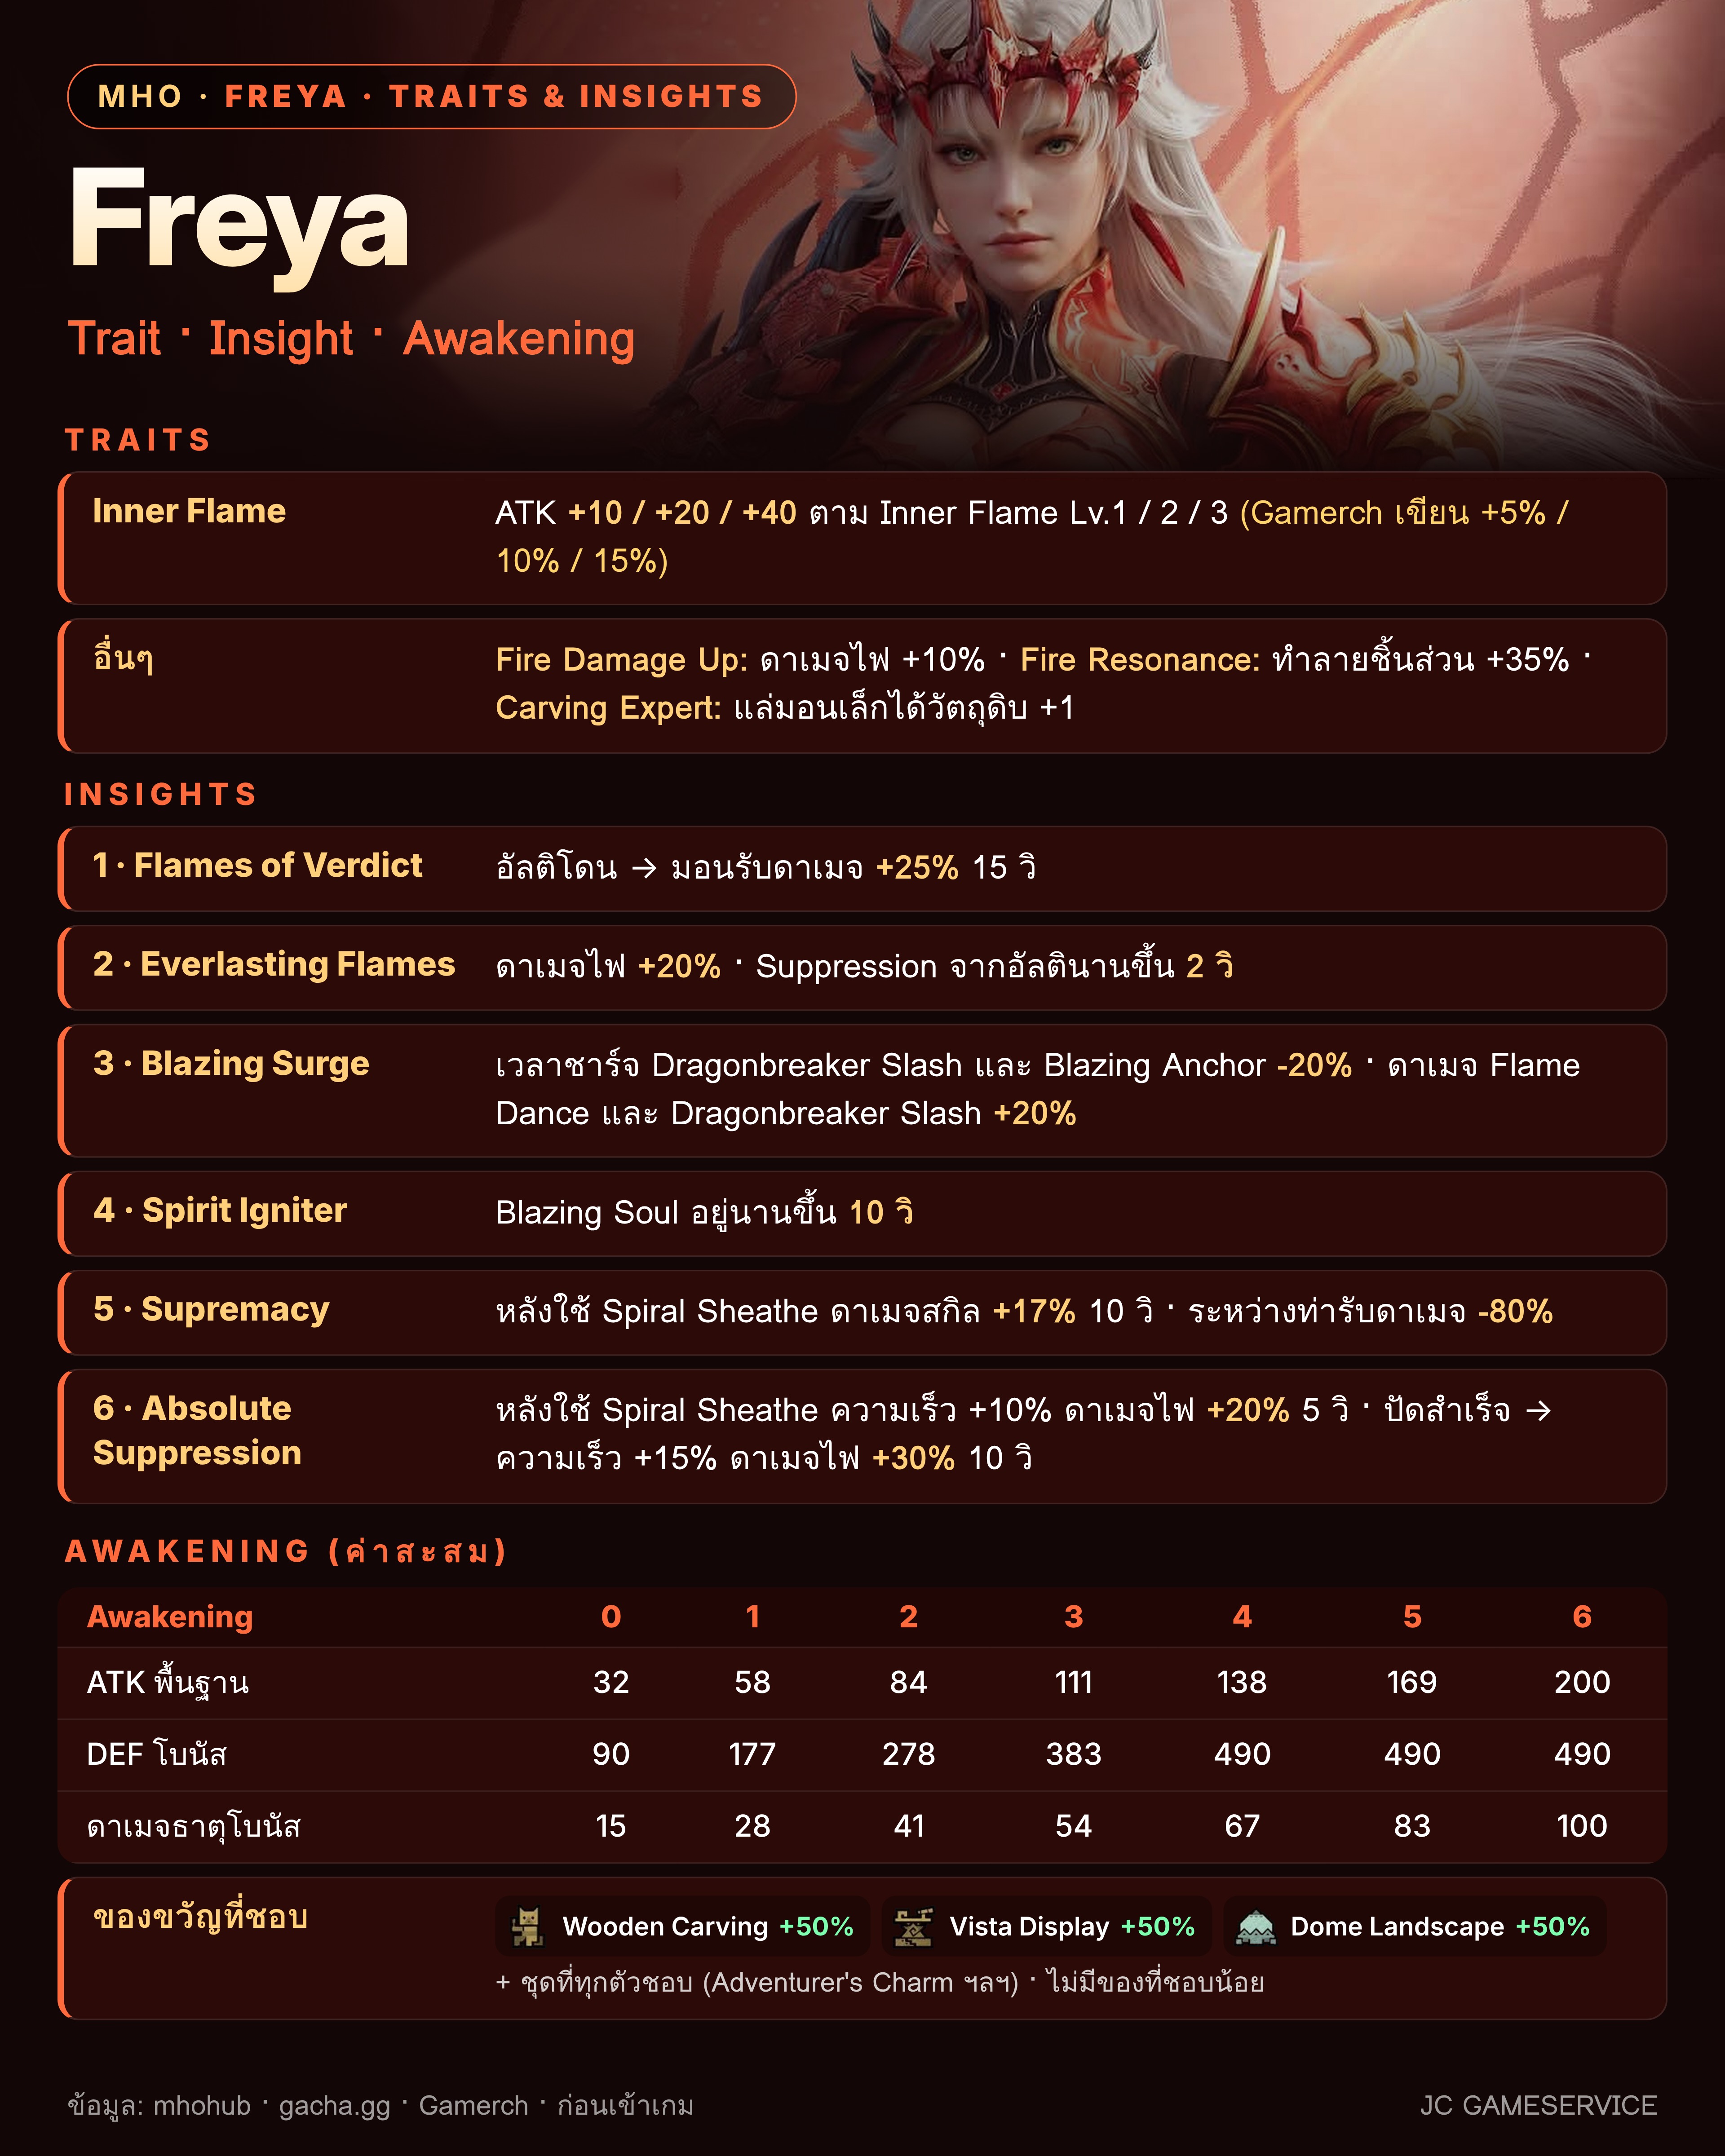 MHO · FREYA · TRAITS & INSIGHTS
Freya
Trait · Insight · Awakening
TRAITS
Inner Flame
ATK +10 / +20 / +40 ตาม Inner Flame Lv.1 / 2 / 3 (Gamerch เขียน +5% /
10% / 15%)
อื่นๆ
Fire Damage Up: ดาเมจไฟ +10% · Fire Resonance: ทำลายชิ้นส่วน +35% ·
Carving Expert: แล่มอนเล็กได้วัตถุดิบ +1
INSIGHTS
1 · Flames of Verdict
อัลติโดน → มอนรับดาเมจ +25% 15 วิ
2 · Everlasting Flames
ดาเมจไฟ +20% · Suppression จากอัลตินานขึ้น 2 วิ
3 · Blazing Surge
เวลาชาร์จ Dragonbreaker Slash และ Blazing Anchor -20% · ดาเมจ Flame
Dance และ Dragonbreaker Slash +20%
4 · Spirit Igniter
Blazing Soul อยู่นานขึ้น 10 วิ
5 · Supremacy
หลังใช้ Spiral Sheathe ดาเมจสกิล +17% 10 วิ · ระหว่างท่ารับดาเมจ -80%
6 · Absolute
Suppression
หลังใช้ Spiral Sheathe ความเร็ว +10% ดาเมจไฟ +20% 5 วิ · ปัดสำเร็จ →
ความเร็ว +15% ดาเมจไฟ +30% 10 วิ
AWAKENING (ค่าสะสม)
Awakening 0 1 2 3 4 5 6
ATK พื้นฐาน 32 58 84 111 138 169 200
DEF โบนัส 90 177 278 383 490 490 490
ดาเมจธาตุโบนัส 15 28 41 54 67 83 100
ของขวัญที่ชอบ
Wooden Carving +50% Vista Display +50% Dome Landscape +50%
+ ชุดที่ทุกตัวชอบ (Adventurer's Charm ฯลฯ) · ไม่มีของที่ชอบน้อย
ข้อมูล: mhohub · gacha.gg · Gamerch · ก่อนเข้าเกม
JC GAMESERVICE